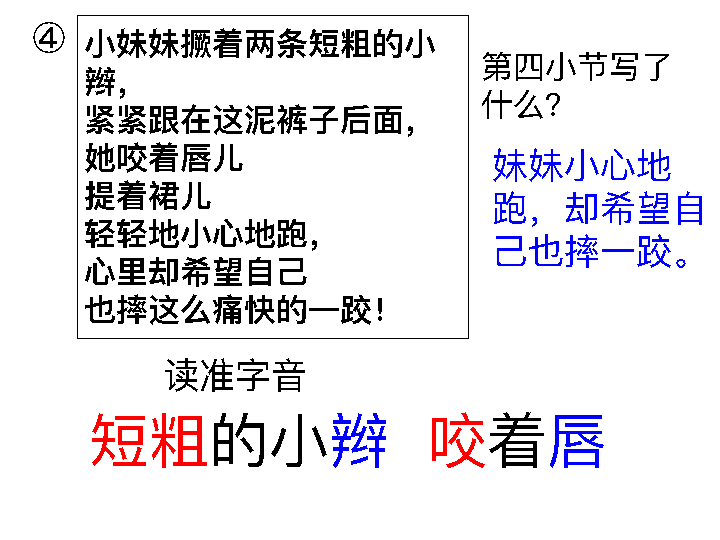 ④
小妹妹撅着两条短粗的小
辫，
紧紧跟在这泥裤子后面，
她咬着唇儿
提着裙儿
轻轻地小心地跑，
心里却希望自己
也摔这么痛快的一跤！
第四小节写了
什么？
妹妹小心地
跑，却希望自
己也摔一跤。
读准字音
短粗的小辫 咬着唇